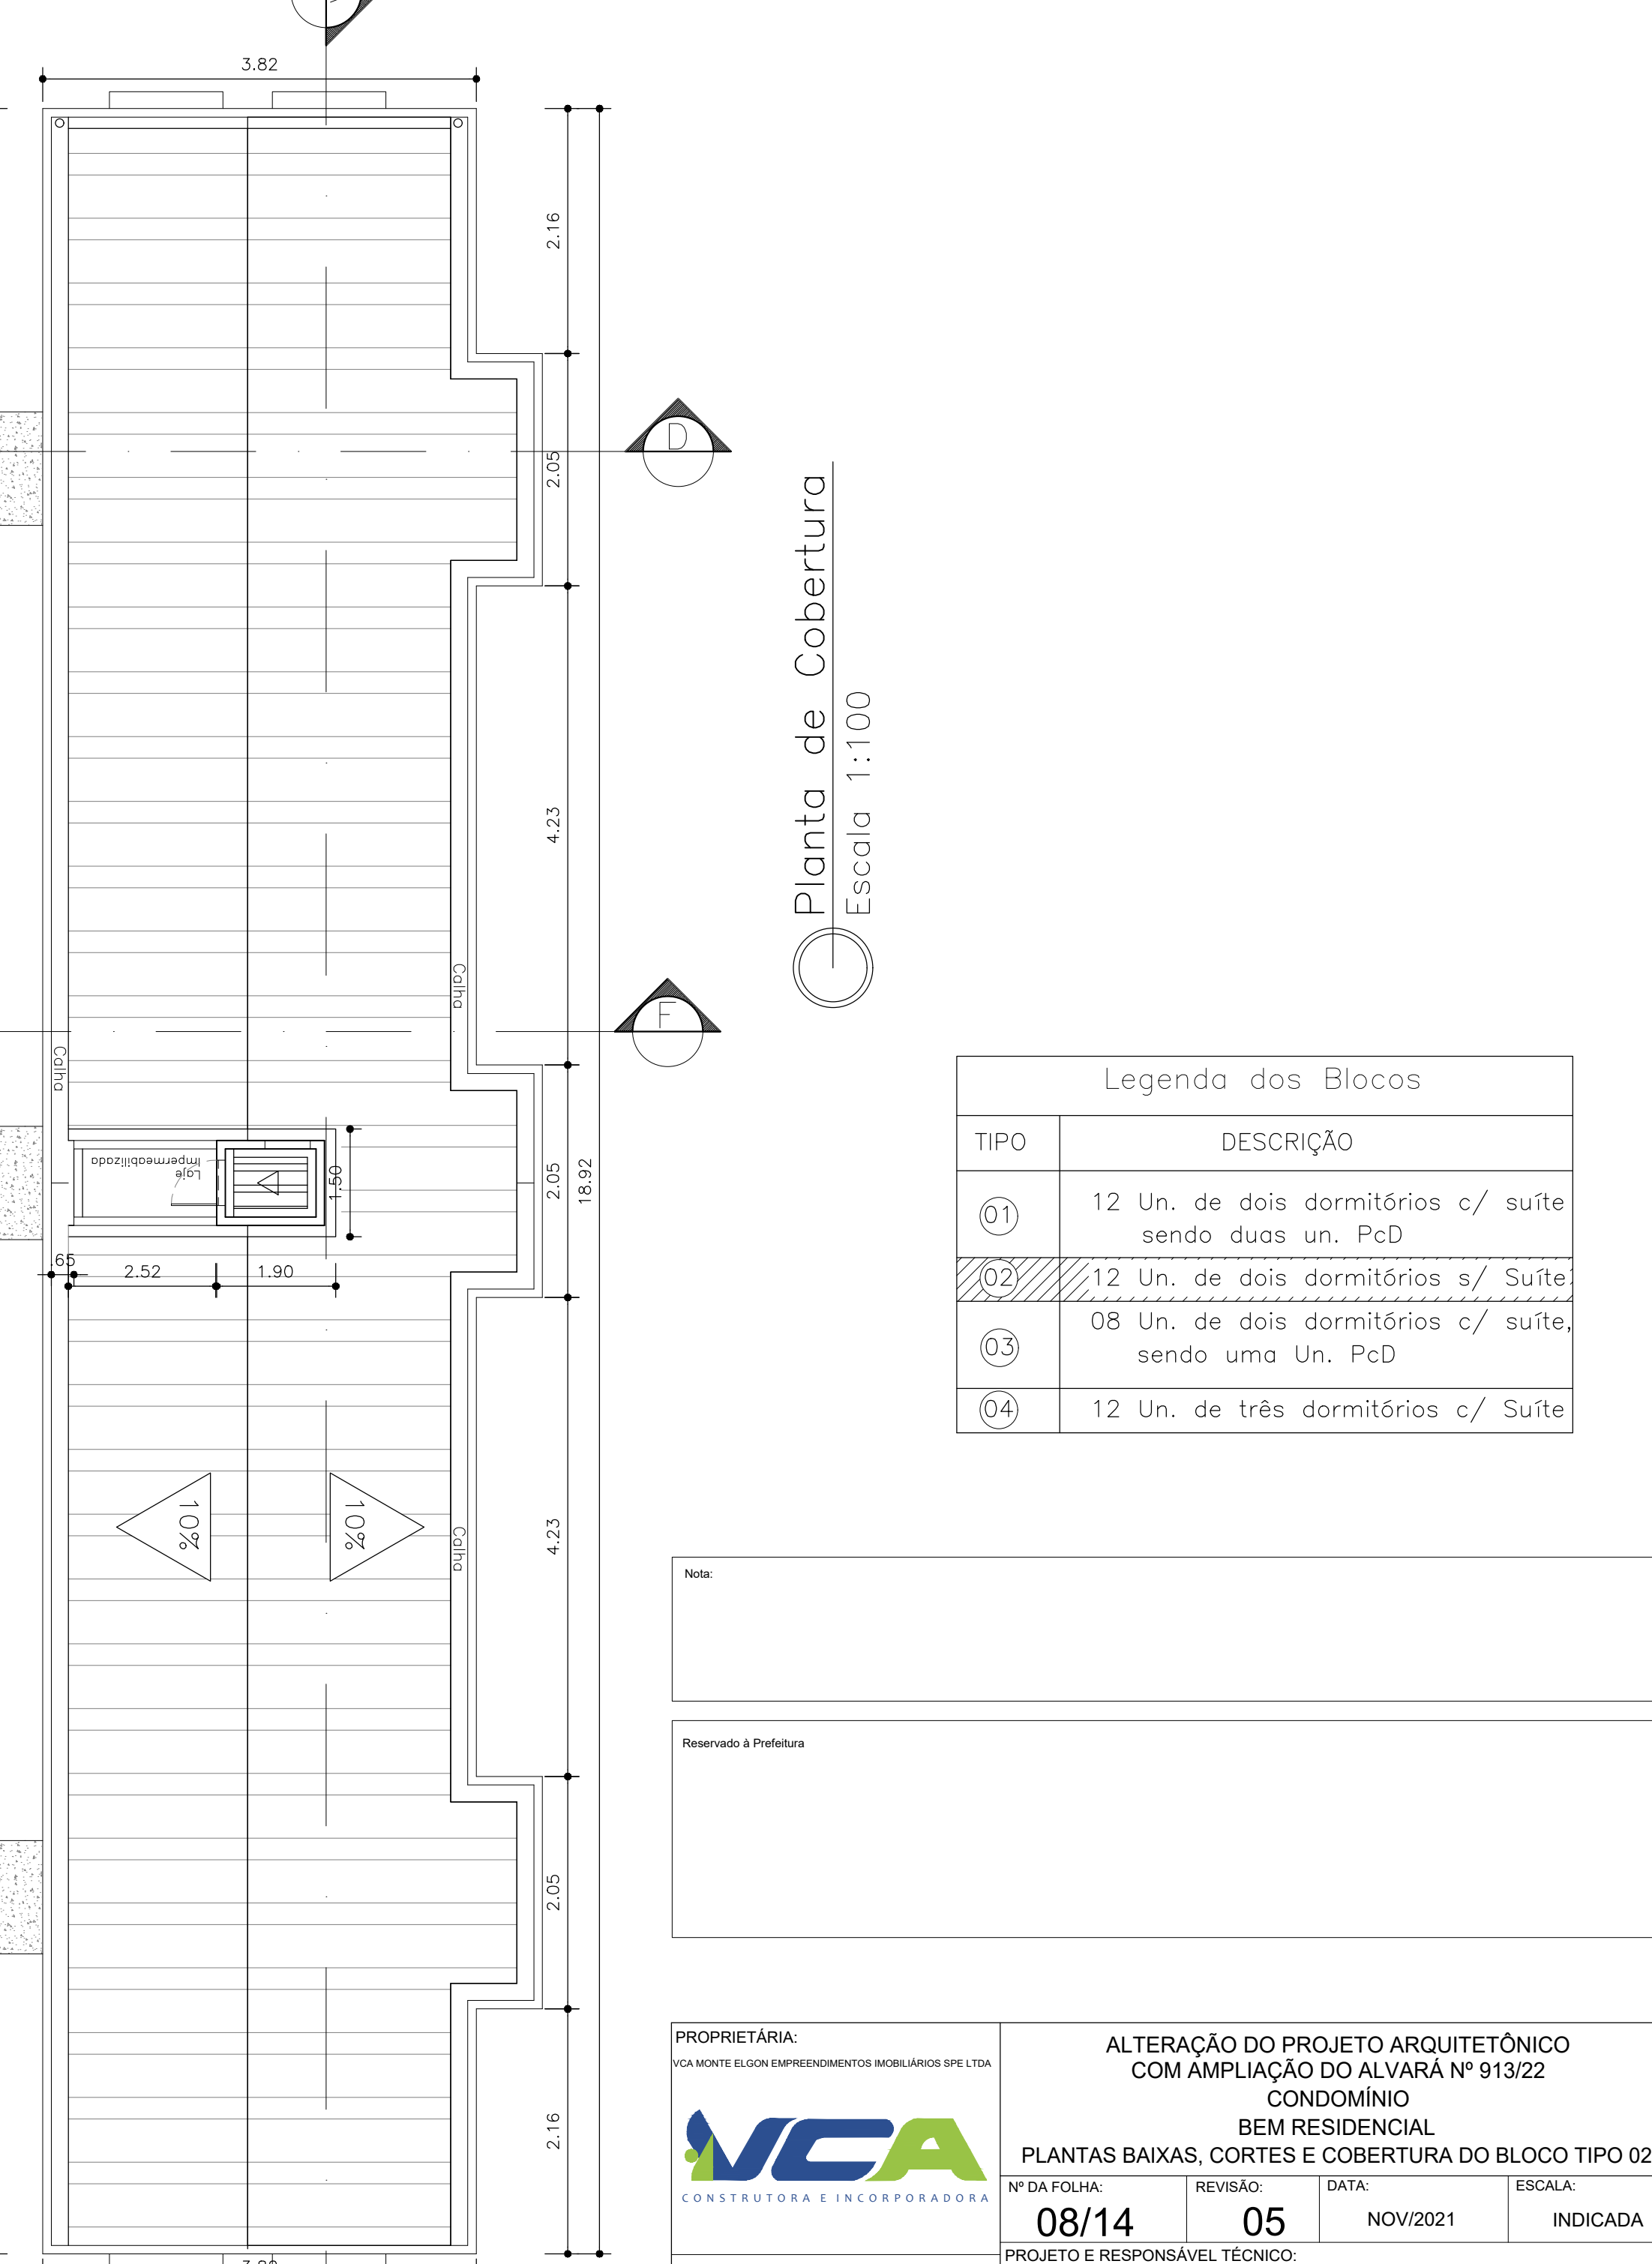 3.82
2.16
2.05
D
Planta de Cobertura
Escala 1:100
4.23
Calha
F
Calha
Laje
Impermeabilizada
1.50
2.05
18.92
.65
2.52
1.90
10%
10%
Calha
4.23
2.05
2.16
Legenda dos Blocos
TIPO DESCRIÇÃO
01 12 Un. de dois dormitórios c/ suíte
sendo duas un. PcD
02 12 Un. de dois dormitórios s/ Suíte
03 08 Un. de dois dormitórios c/ suíte,
sendo uma Un. PcD
04 12 Un. de três dormitórios c/ Suíte
Nota:
Reservado à Prefeitura
PROPRIETÁRIA:
VCA MONTE ELGON EMPREENDIMENTOS IMOBILIÁRIOS SPE LTDA
VCA
CONSTRUTORA E INCORPORADORA
ALTERAÇÃO DO PROJETO ARQUITETÔNICO
COM AMPLIAÇÃO DO ALVARÁ Nº 913/22
CONDOMÍNIO
BEM RESIDENCIAL
PLANTAS BAIXAS, CORTES E COBERTURA DO BLOCO TIPO 02
Nº DA FOLHA: REVISÃO: DATA: ESCALA:
08/14 05 NOV/2021 INDICADA
PROJETO E RESPONSÁVEL TÉCNICO: